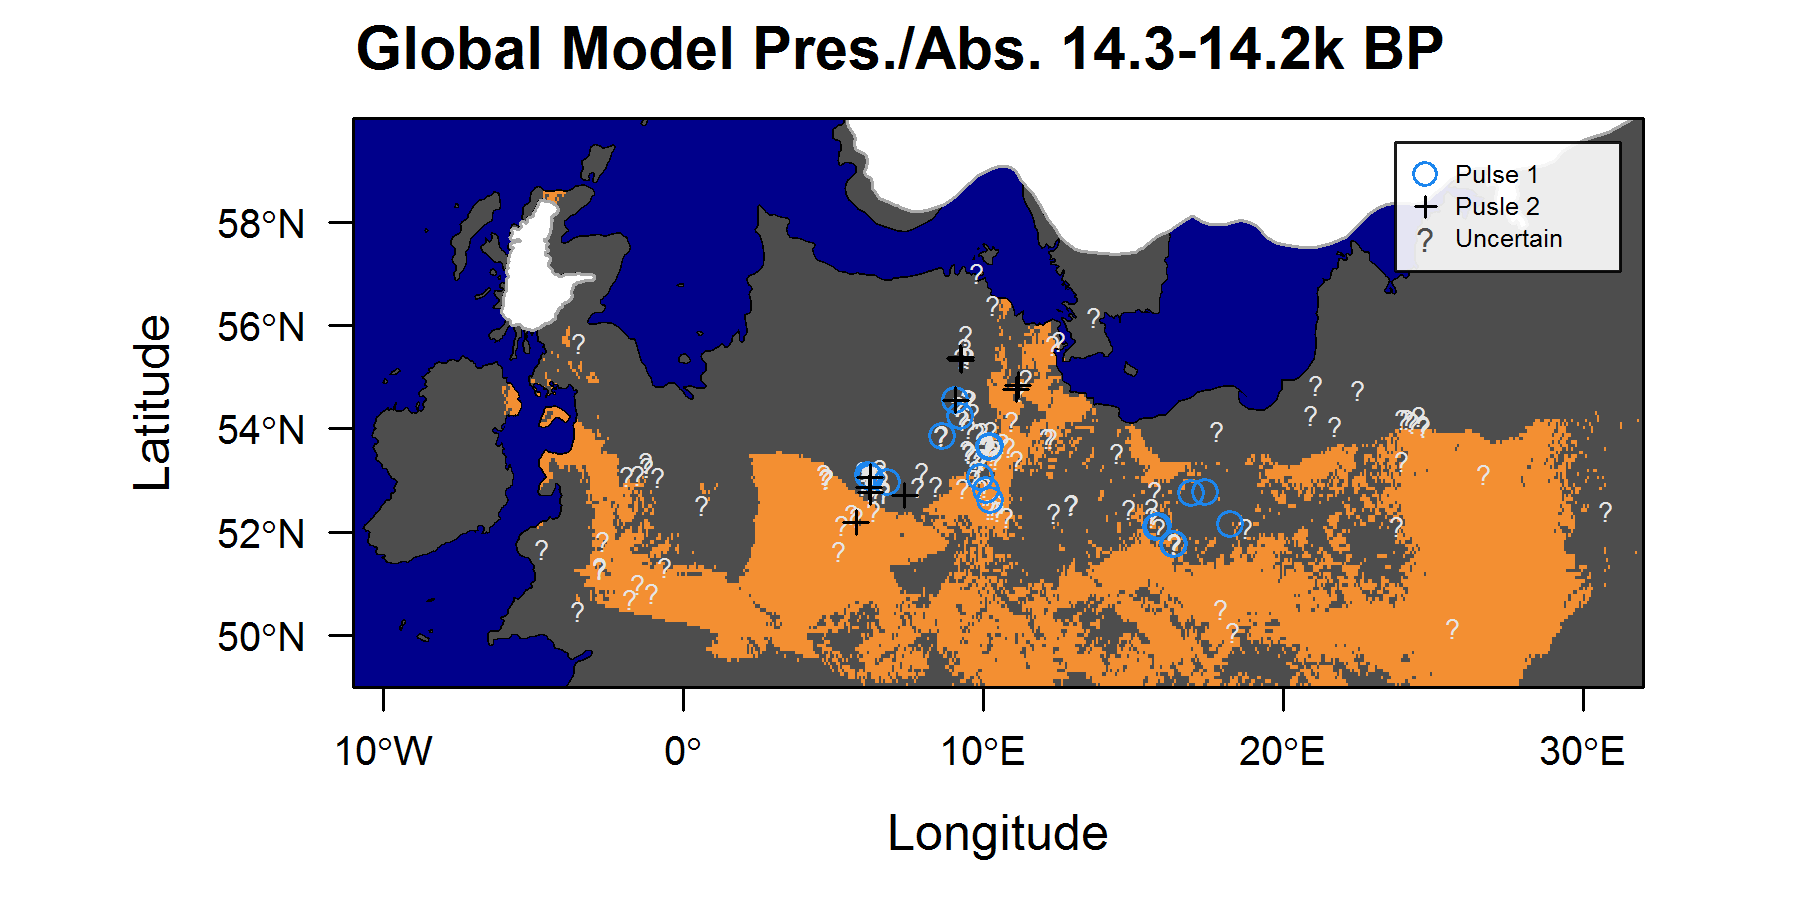 Global Model Pres./Abs. 14.3-14.2k BP
Pulse 1
Pusle 2
? Uncertain
58°N
56°N
54°N
52°N
50°N
Latitude
10°W
0°
10°E
20°E
30°E
Longitude